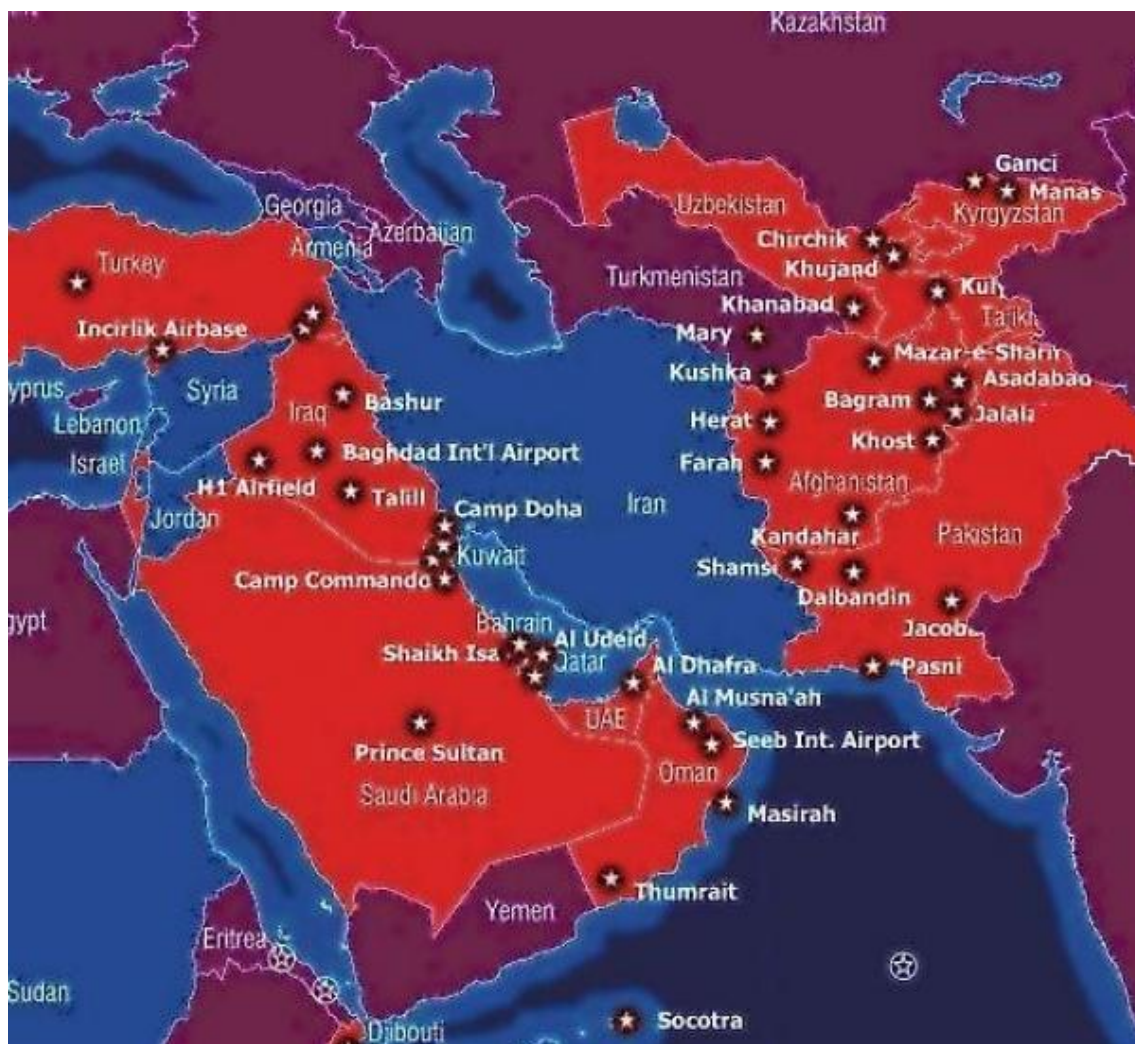 Kazakhstan
Ganci
Manas
Uzbekistan
Kyrgyzstan
Georgia
Azerbaijan
Armenia
Chirchik
Khujand
Turkey
Turkmenistan
Khanabad
Incirlik Airbase
Mary
Mazar-e-Sharif
Kushka
Asadabad
yprus
Syria
Iraq
Bashur
Bagram
Lebanon
Herat
Khost
Israel
Baghdad Int'l Airport
Farah
H1 Airfield
Talill
Afghanistan
Iran
Jordan
Camp Doha
Kandahar
Pakistan
Kuwait
Shamsi
Camp Commando
Dalbandin
gypt
Bahrain
Al Udeid
Shaikh Isa
Qatar
Al Dhafra
Pasni
Al Musna'ah
UAE
Seeb Int. Airport
Prince Sultan
Oman
Saudi Arabia
Masirah
Thumrait
Yemen
Eritrea
Sudan
Socotra
Djibouti